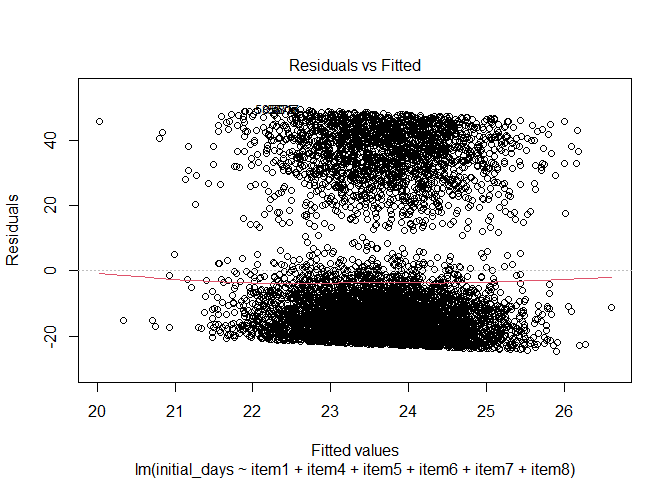 Residuals vs Fitted
Residuals
40
20
0
-20
20
21
22
23
24
25
26
Fitted values
lm(initial_days ~ item1 + item4 + item5 + item6 + item7 + item8)